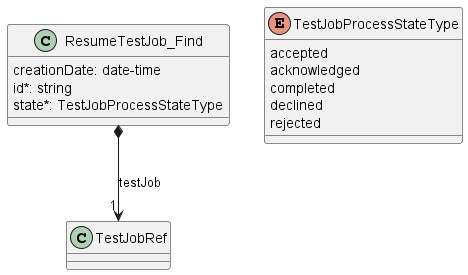 C ResumeTestJob_Find
creationDate: date-time
id*: string
state*: TestJobProcessStateType
E TestJobProcessStateType
accepted
acknowledged
completed
declined
rejected
testJob
1
C TestJobRef